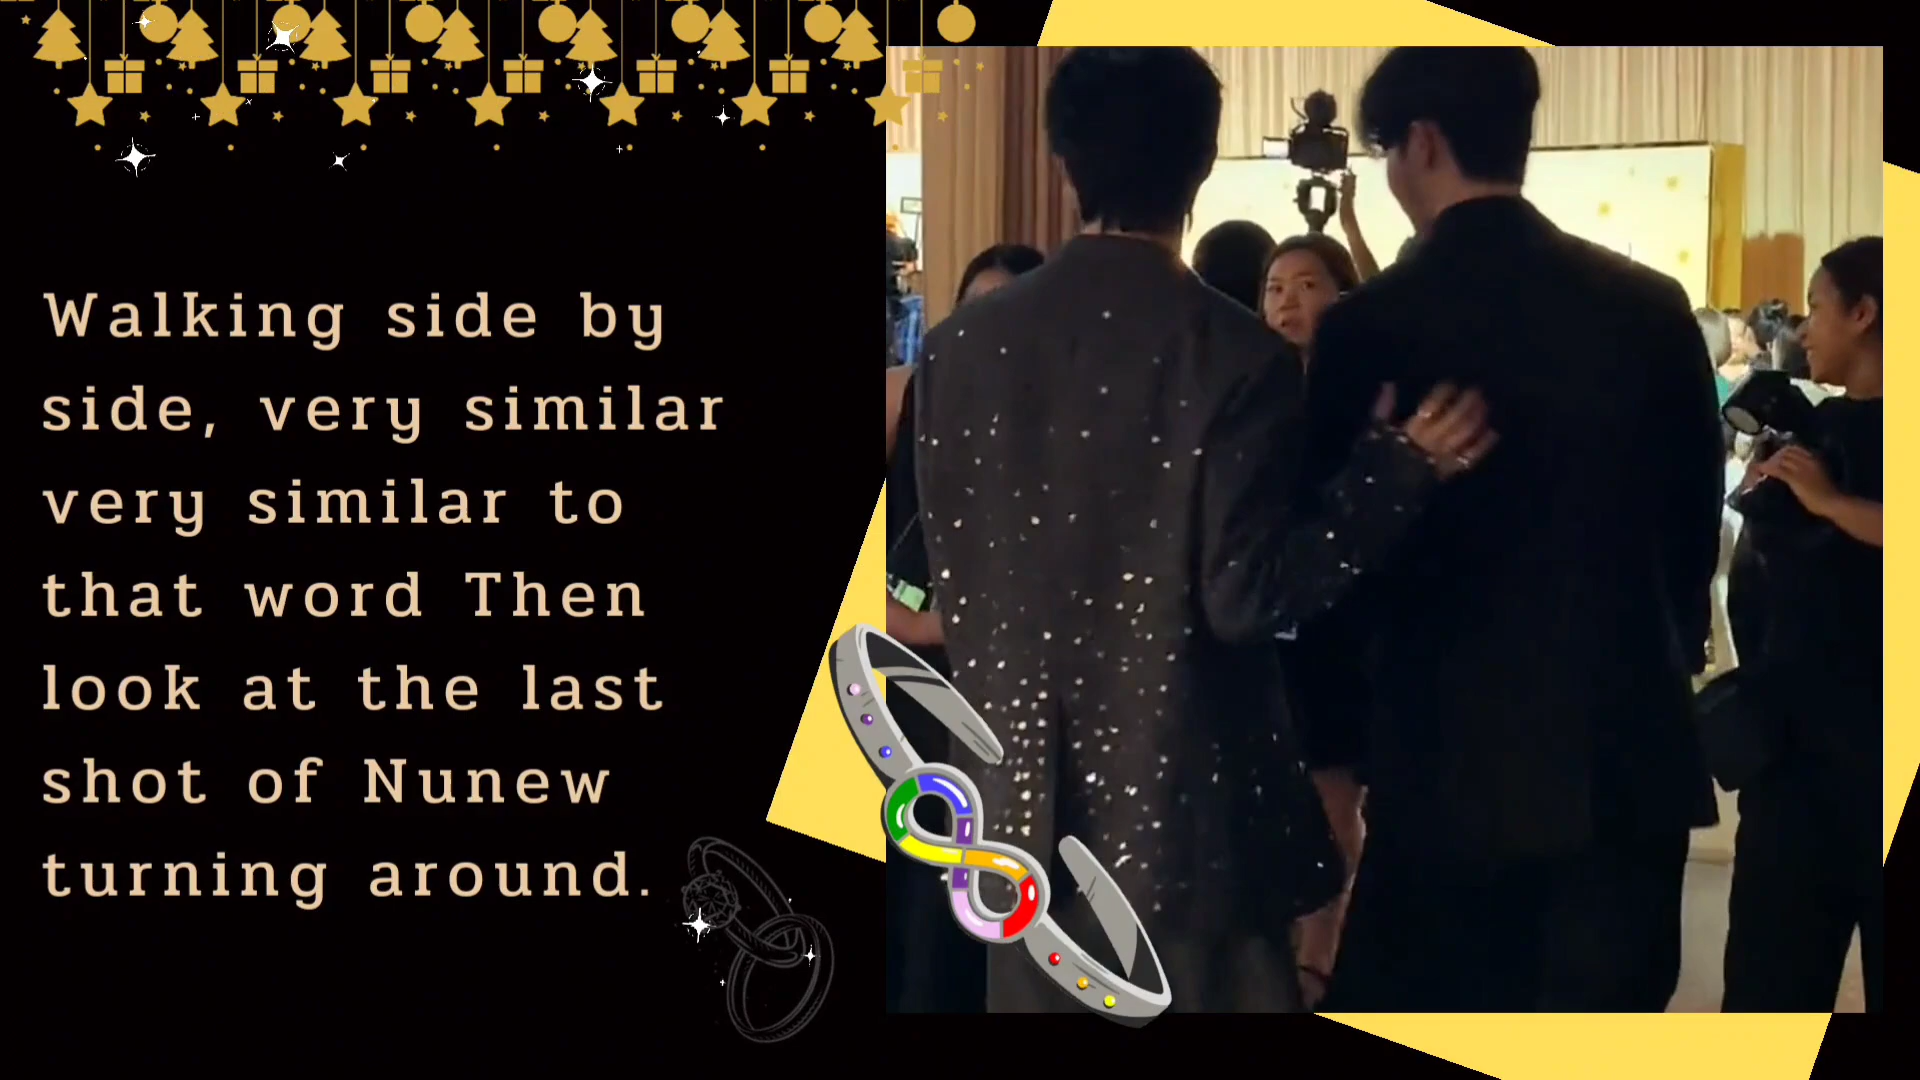 Walking side by
side, very similar
very similar to
that word Then
look at the last
shot of Nunew
turning around.